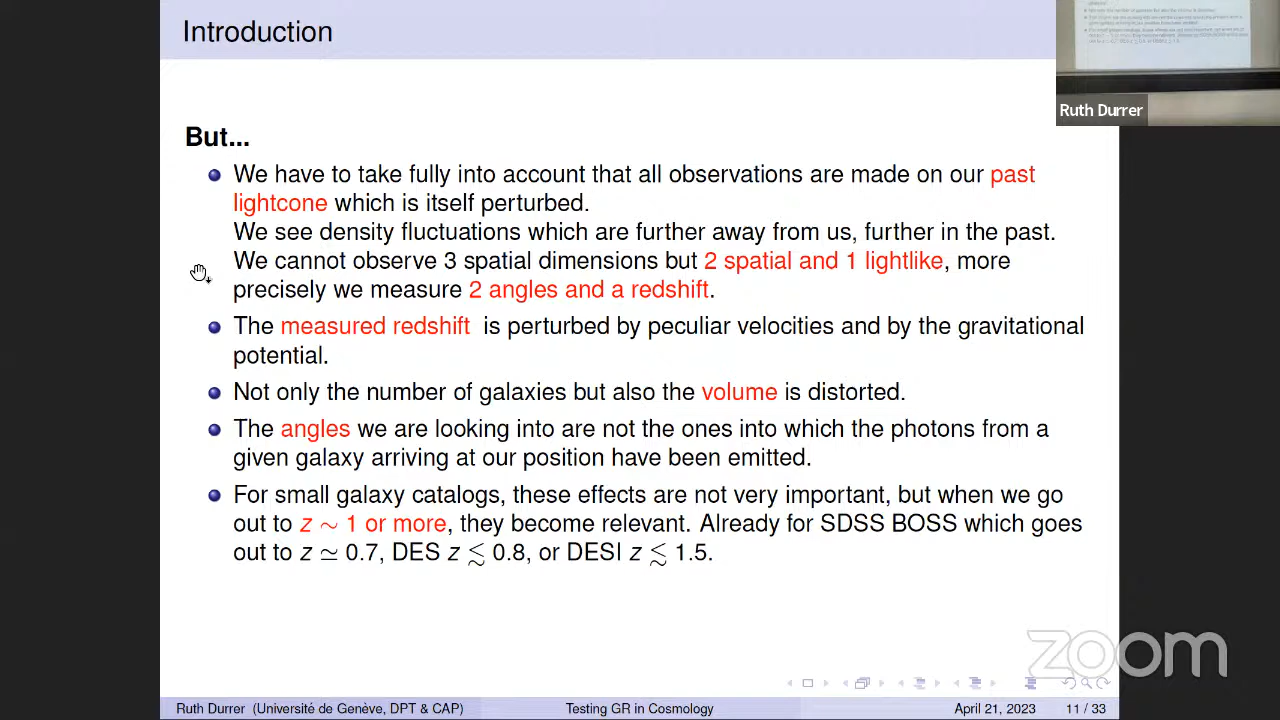 Introduction
Ruth Durrer
But...
We have to take fully into account that all observations are made on our past
lightcone which is itself perturbed.
We see density fluctuations which are further away from us, further in the past.
We cannot observe 3 spatial dimensions but 2 spatial and 1 lightlike, more
precisely we measure 2 angles and a redshift.
The measured redshift is perturbed by peculiar velocities and by the gravitational
potential.
Not only the number of galaxies but also the volume is distorted.
The angles we are looking into are not the ones into which the photons from a
given galaxy arriving at our position have been emitted.
For small galaxy catalogs, these effects are not very important, but when we go
out to z ∼ 1 or more, they become relevant. Already for SDSS BOSS which goes
out to z ≃ 0.7, DES z ≲ 0.8, or DESI z ≲ 1.5.
zoom
Ruth Durrer (Université de Genève, DPT & CAP) Testing GR in Cosmology April 21, 2023 11 / 33